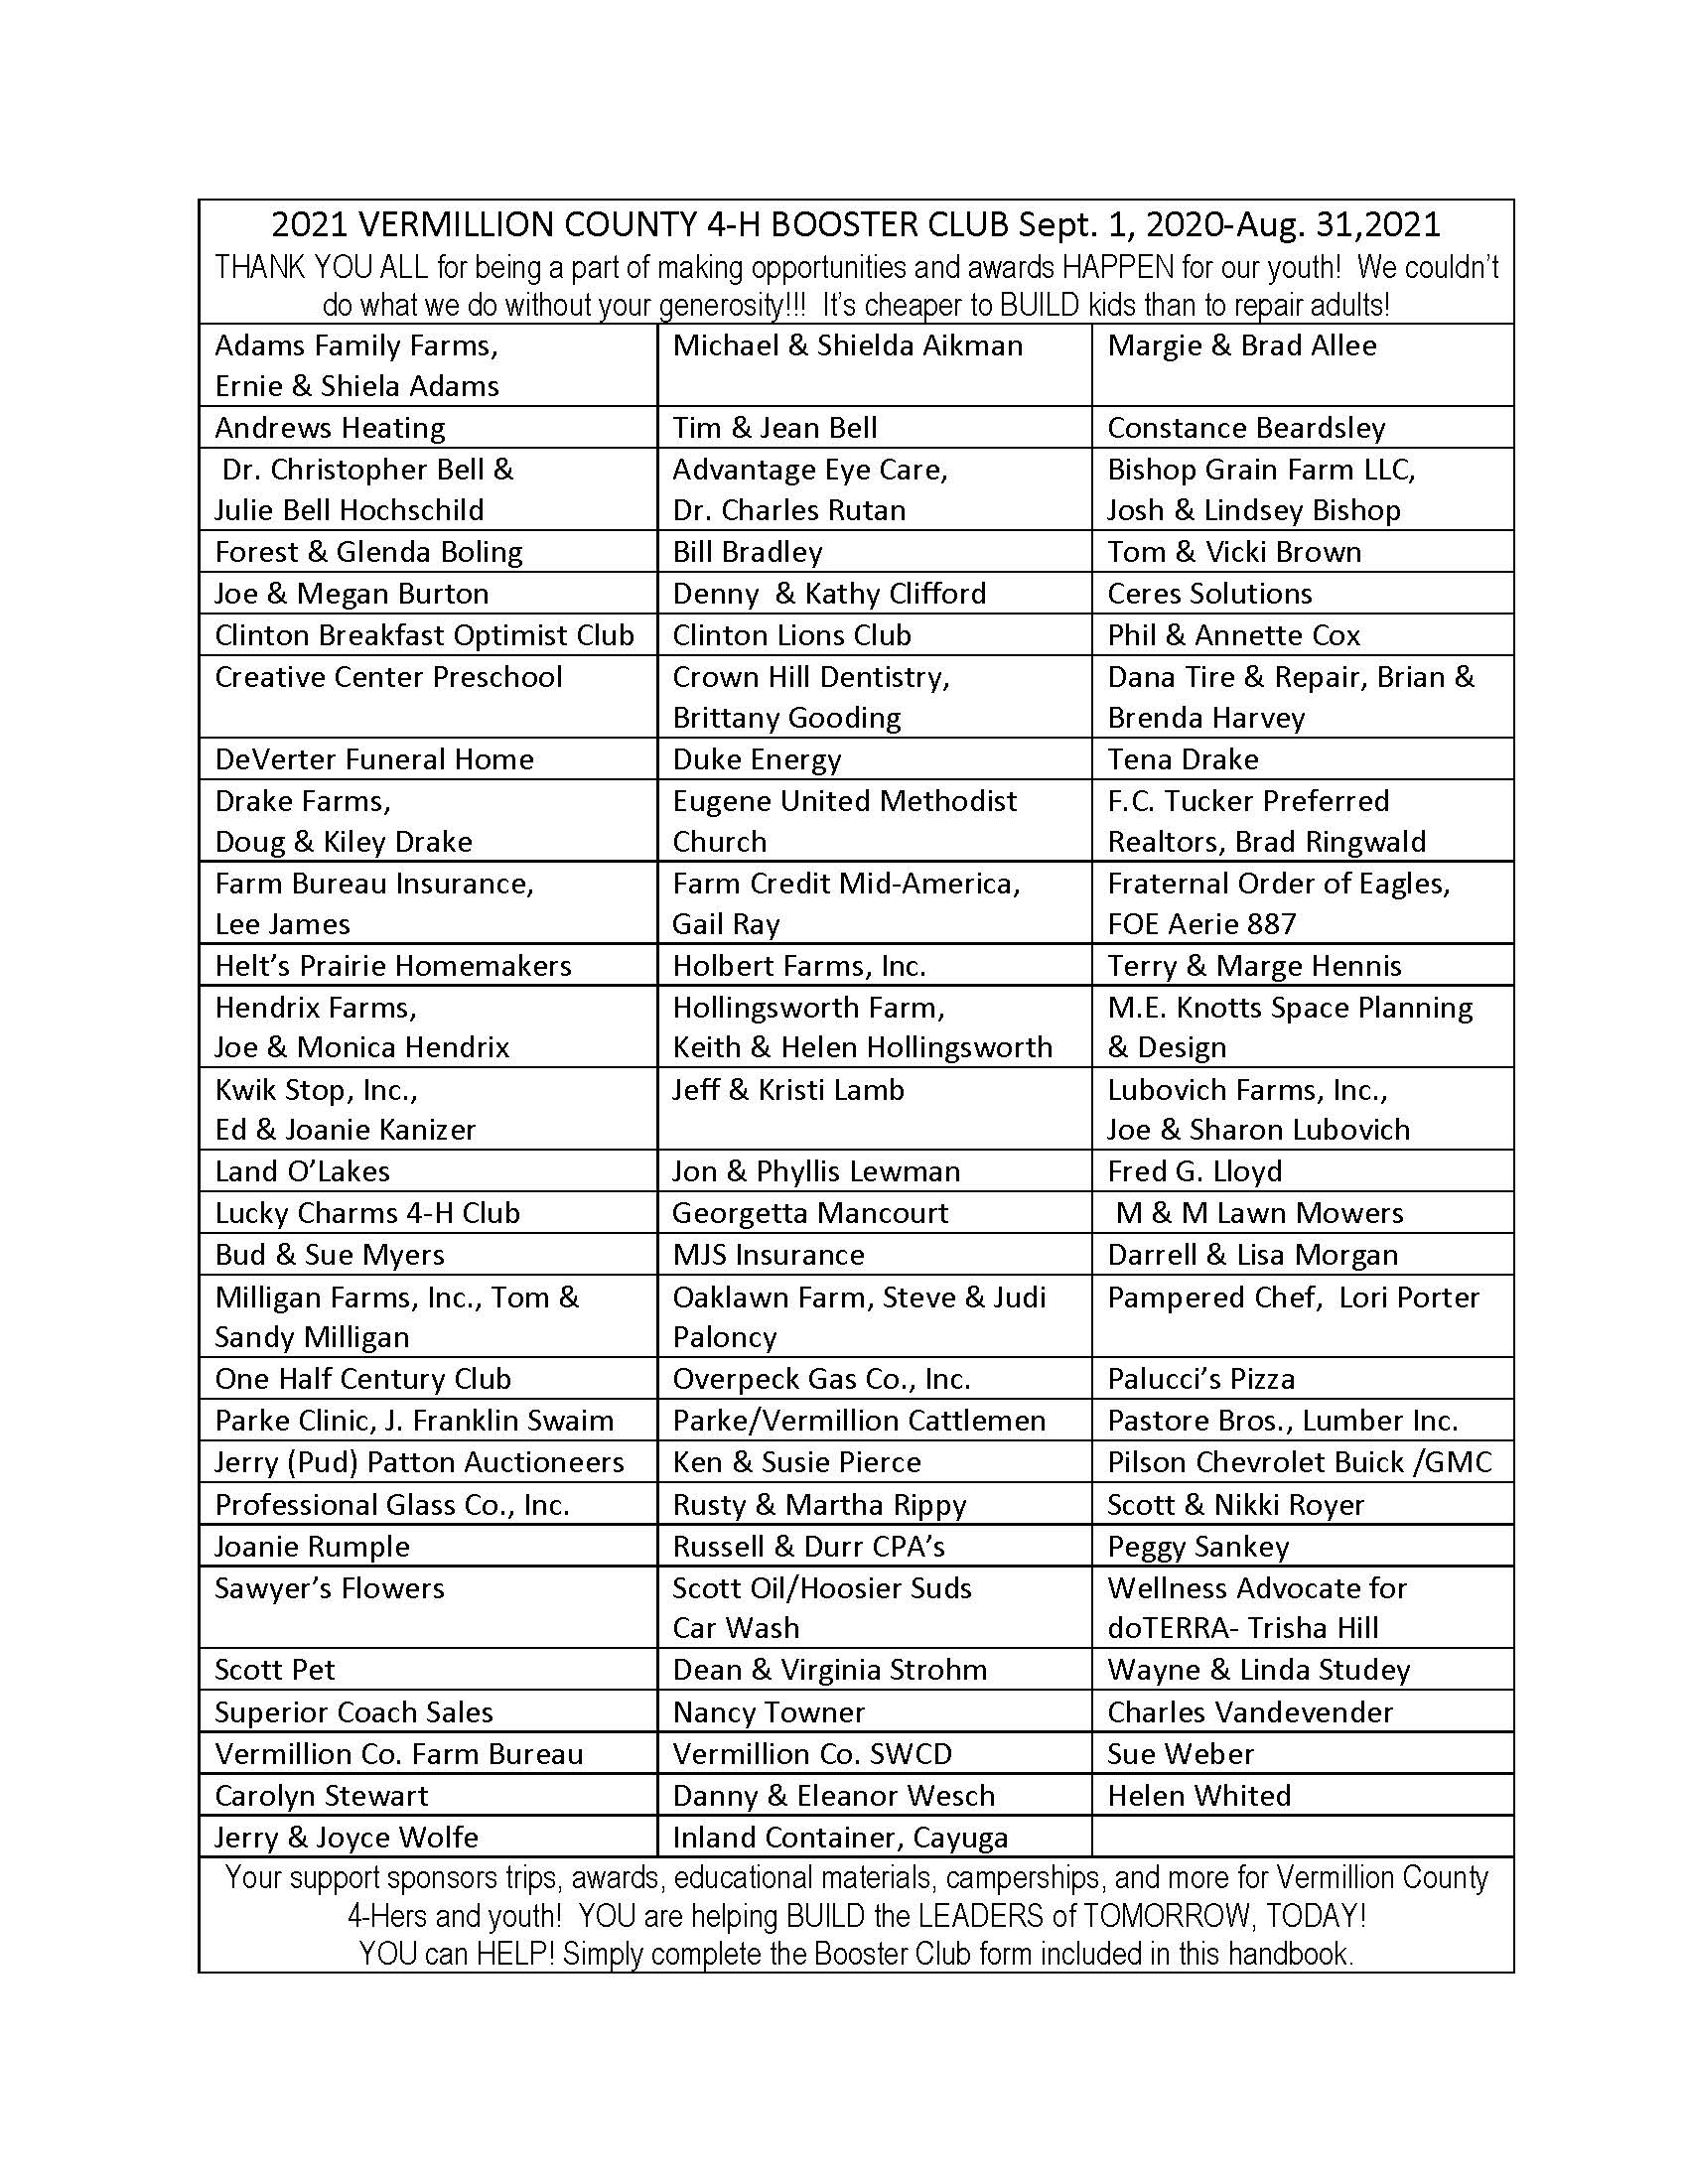 2021 VERMILLION COUNTY 4-H BOOSTER CLUB Sept. 1, 2020-Aug. 31,2021
THANK YOU ALL for being a part of making opportunities and awards HAPPEN for our youth!  We couldn't
do what we do without your generosity!!!  It's cheaper to BUILD kids than to repair adults!
Adams Family Farms,
Ernie & Shiela Adams
Michael & Shielda Aikman
Margie & Brad Allee
Andrews Heating
Tim & Jean Bell
Constance Beardsley
Dr. Christopher Bell &
Julie Bell Hochschild
Advantage Eye Care,
Dr. Charles Rutan
Bishop Grain Farm LLC,
Josh & Lindsey Bishop
Forest & Glenda Boling
Bill Bradley
Tom & Vicki Brown
Joe & Megan Burton
Denny  & Kathy Clifford
Ceres Solutions
Clinton Breakfast Optimist Club
Clinton Lions Club
Phil & Annette Cox
Creative Center Preschool
Crown Hill Dentistry,
Brittany Gooding
Dana Tire & Repair, Brian &
Brenda Harvey
DeVerter Funeral Home
Duke Energy
Tena Drake
Drake Farms,
Doug & Kiley Drake
Eugene United Methodist
Church
F.C. Tucker Preferred
Realtors, Brad Ringwald
Farm Bureau Insurance,
Lee James
Farm Credit Mid-America,
Gail Ray
Fraternal Order of Eagles,
FOE Aerie 887
Helt's Prairie Homemakers
Holbert Farms, Inc.
Terry & Marge Hennis
Hendrix Farms,
Joe & Monica Hendrix
Hollingsworth Farm,
Keith & Helen Hollingsworth
M.E. Knotts Space Planning
& Design
Kwik Stop, Inc.,
Ed & Joanie Kanizer
Jeff & Kristi Lamb
Lubovich Farms, Inc.,
Joe & Sharon Lubovich
Land O'Lakes
Jon & Phyllis Lewman
Fred G. Lloyd
Lucky Charms 4-H Club
Georgetta Mancourt
M & M Lawn Mowers
Bud & Sue Myers
MJS Insurance
Darrell & Lisa Morgan
Milligan Farms, Inc., Tom &
Sandy Milligan
Oaklawn Farm, Steve & Judi
Paloncy
Pampered Chef,  Lori Porter
One Half Century Club
Overpeck Gas Co., Inc.
Palucci's Pizza
Parke Clinic, J. Franklin Swaim
Parke/Vermillion Cattlemen
Pastore Bros., Lumber Inc.
Jerry (Pud) Patton Auctioneers
Ken & Susie Pierce
Pilson Chevrolet Buick /GMC
Professional Glass Co., Inc.
Rusty & Martha Rippy
Scott & Nikki Royer
Joanie Rumple
Russell & Durr CPA's
Peggy Sankey
Sawyer's Flowers
Scott Oil/Hoosier Suds
Car Wash
Wellness Advocate for
doTERRA- Trisha Hill
Scott Pet
Dean & Virginia Strohm
Wayne & Linda Studey
Superior Coach Sales
Nancy Towner
Charles Vandevender
Vermillion Co. Farm Bureau
Vermillion Co. SWCD
Sue Weber
Carolyn Stewart
Danny & Eleanor Wesch
Helen Whited
Jerry & Joyce Wolfe
Inland Container, Cayuga
Your support sponsors trips, awards, educational materials, camperships, and more for Vermillion County
4-Hers and youth!  YOU are helping BUILD the LEADERS of TOMORROW, TODAY!
YOU can HELP! Simply complete the Booster Club form included in this handbook.